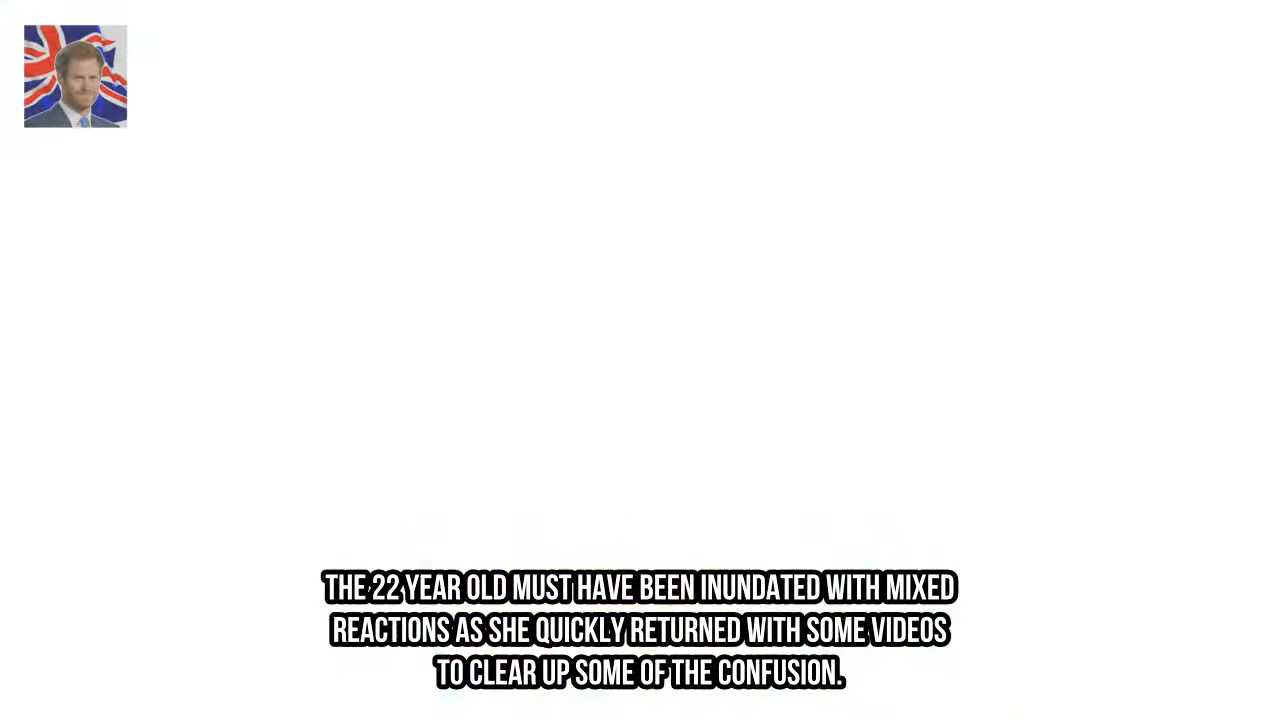 THE 22 YEAR OLD MUST HAVE BEEN INUNDATED WITH MIXED
REACTIONS AS SHE QUICKLY RETURNED WITH SOME VIDEOS
TO CLEAR UP SOME OF THE CONFUSION.